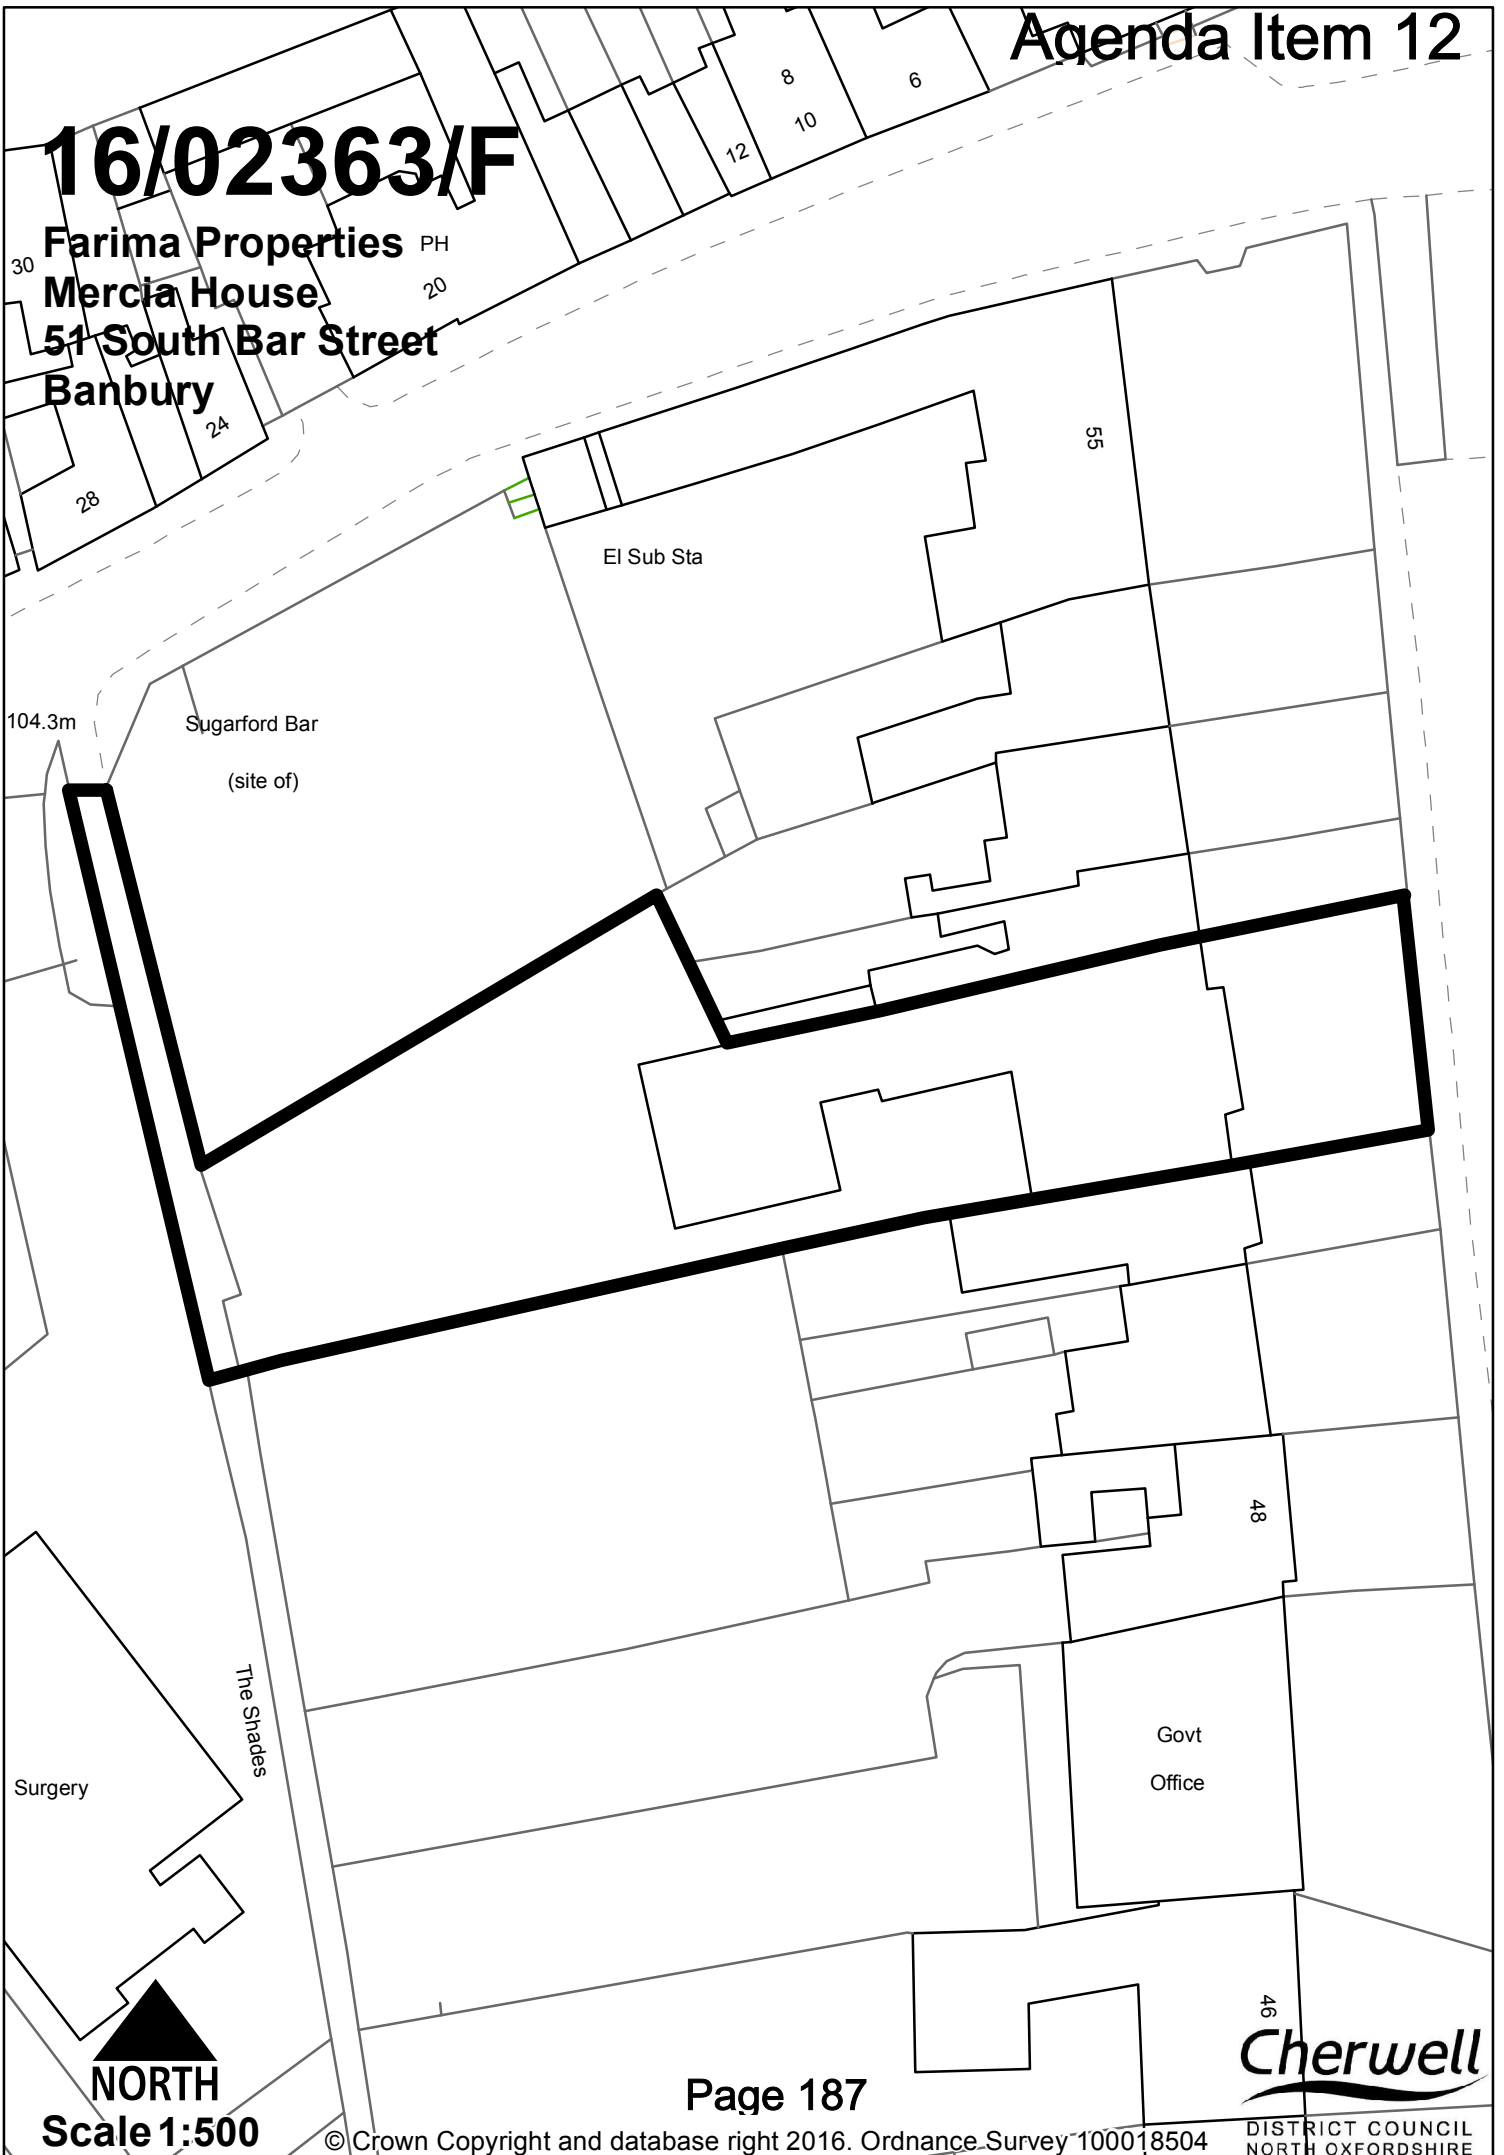 Agenda Item 12
16/02363/F
Farima Properties
Mercia House
51 South Bar Street
Banbury
8
6
10
12
PH
20
30
24
28
55
El Sub Sta
104.3m
Sugarford Bar
(site of)
48
The Shades
Govt
Office
Surgery
46
NORTH
Scale 1:500
Page 187
© Crown Copyright and database right 2016. Ordnance Survey 100018504
Cherwell
DISTRICT COUNCIL
NORTH OXFORDSHIRE